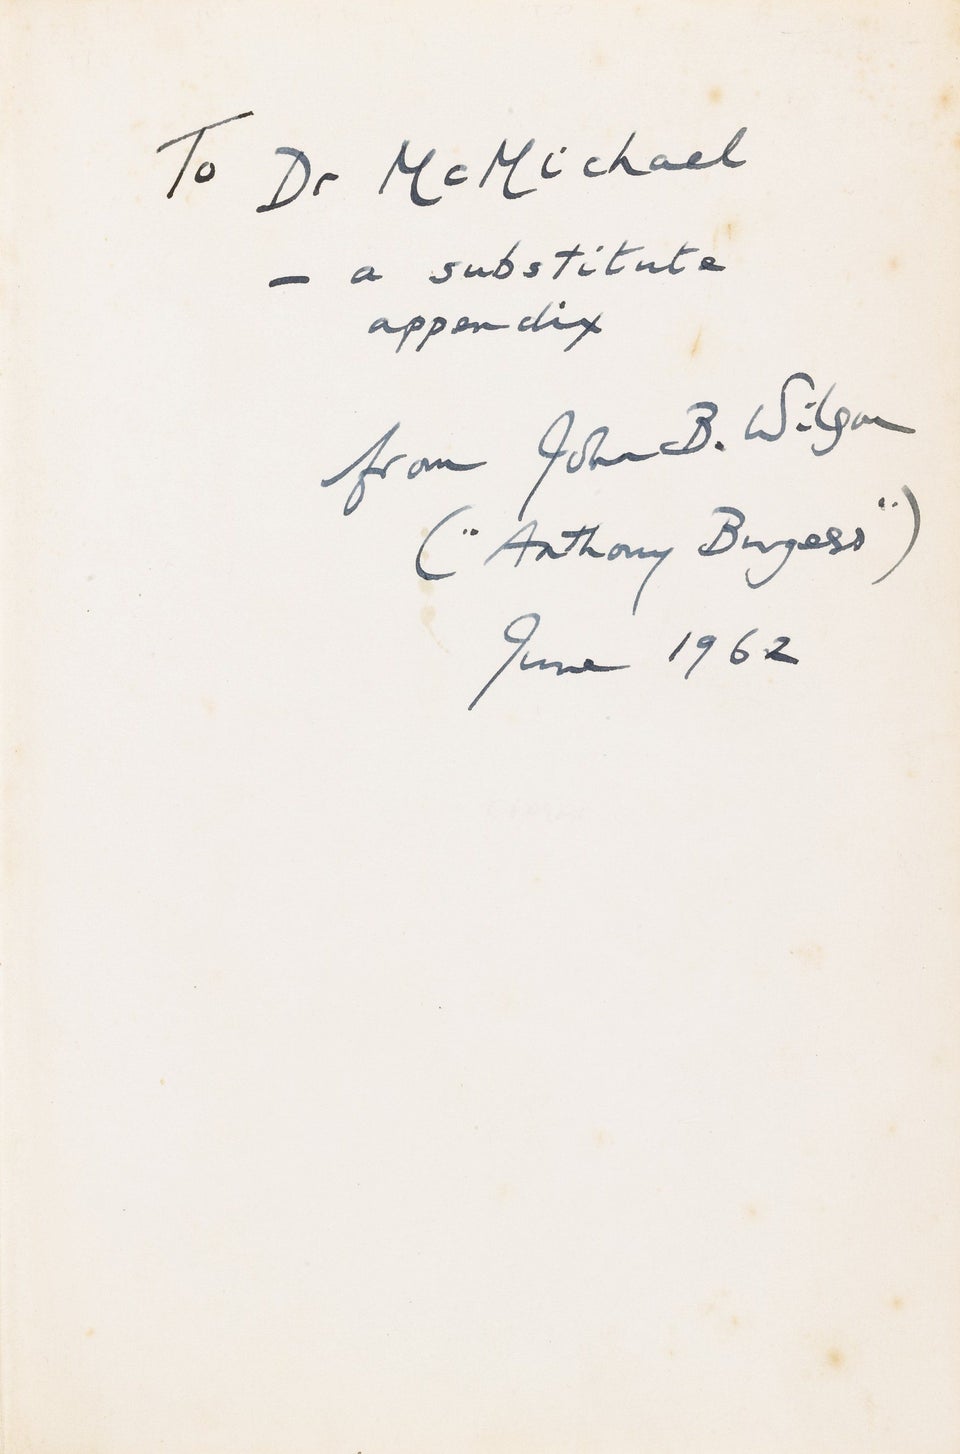 To Dr McMichael
– a substitute
appendix
from John B. Wilson
("Anthony Burgess")
June 1962